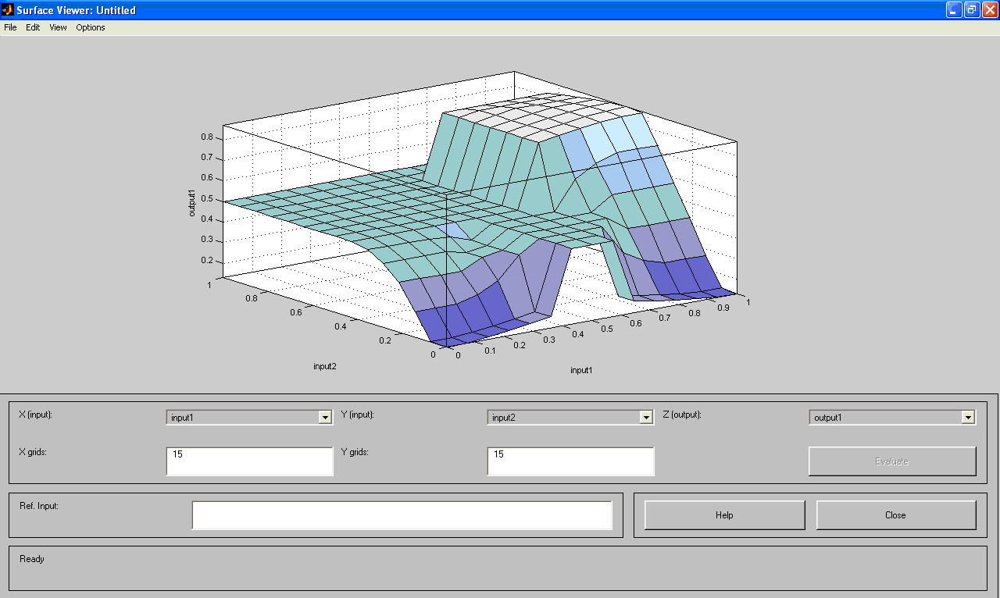 Surface Viewer: Untitled
File Edit View Options
output1
0.8
0.7
0.6
0.5
0.4
0.3
0.2
1
0.8
0.6
0.4
0.2
0
input2
0
0.1
0.2
0.3
0.4
0.5
0.6
0.7
0.8
0.9
1
input1
X (input): input1 Y (input): input2 Z (output): output1
X grids: 15 Y grids: 15 Evaluate
Ref. Input: Help Close
Ready